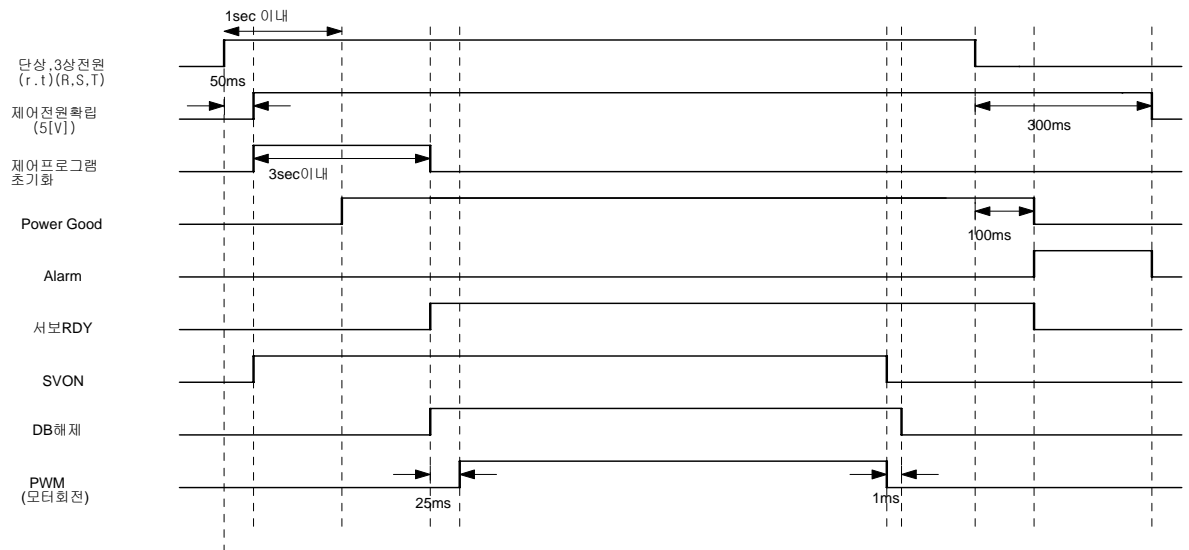 1sec 이내
단상,3상전원
(r.t)(R,S,T)
50ms
제어전원확립
(5[V])
300ms
제어프로그램
초기화
3sec이내
Power Good
100ms
Alarm
서보RDY
SVON
DB해제
PWM
(모터회전)
25ms
1ms